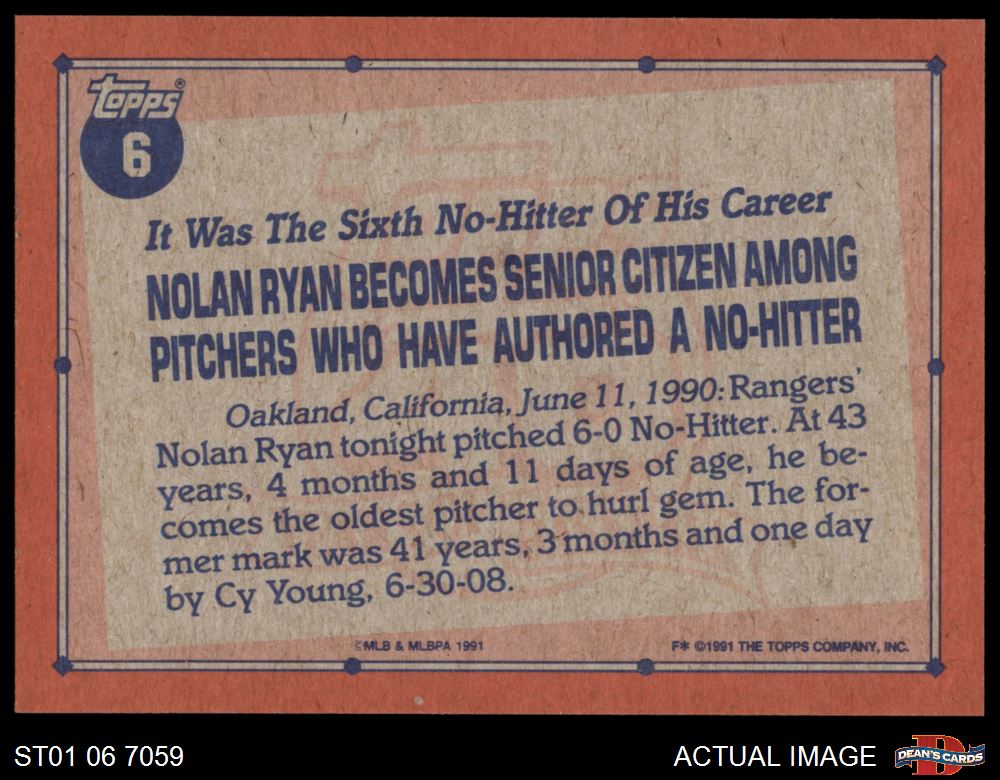 topps®
6
It Was The Sixth No-Hitter Of His Career
NOLAN RYAN BECOMES SENIOR CITIZEN AMONG
PITCHERS WHO HAVE AUTHORED A NO-HITTER
Oakland, California, June 11, 1990: Rangers'
Nolan Ryan tonight pitched 6-0 No-Hitter. At 43
years, 4 months and 11 days of age, he be-
comes the oldest pitcher to hurl gem. The for-
mer mark was 41 years, 3 months and one day
by Cy Young, 6-30-08.
©MLB & MLBPA 1991
F* ©1991 THE TOPPS COMPANY, INC.
ST01 06 7059
ACTUAL IMAGE
D
DEAN'S CARDS